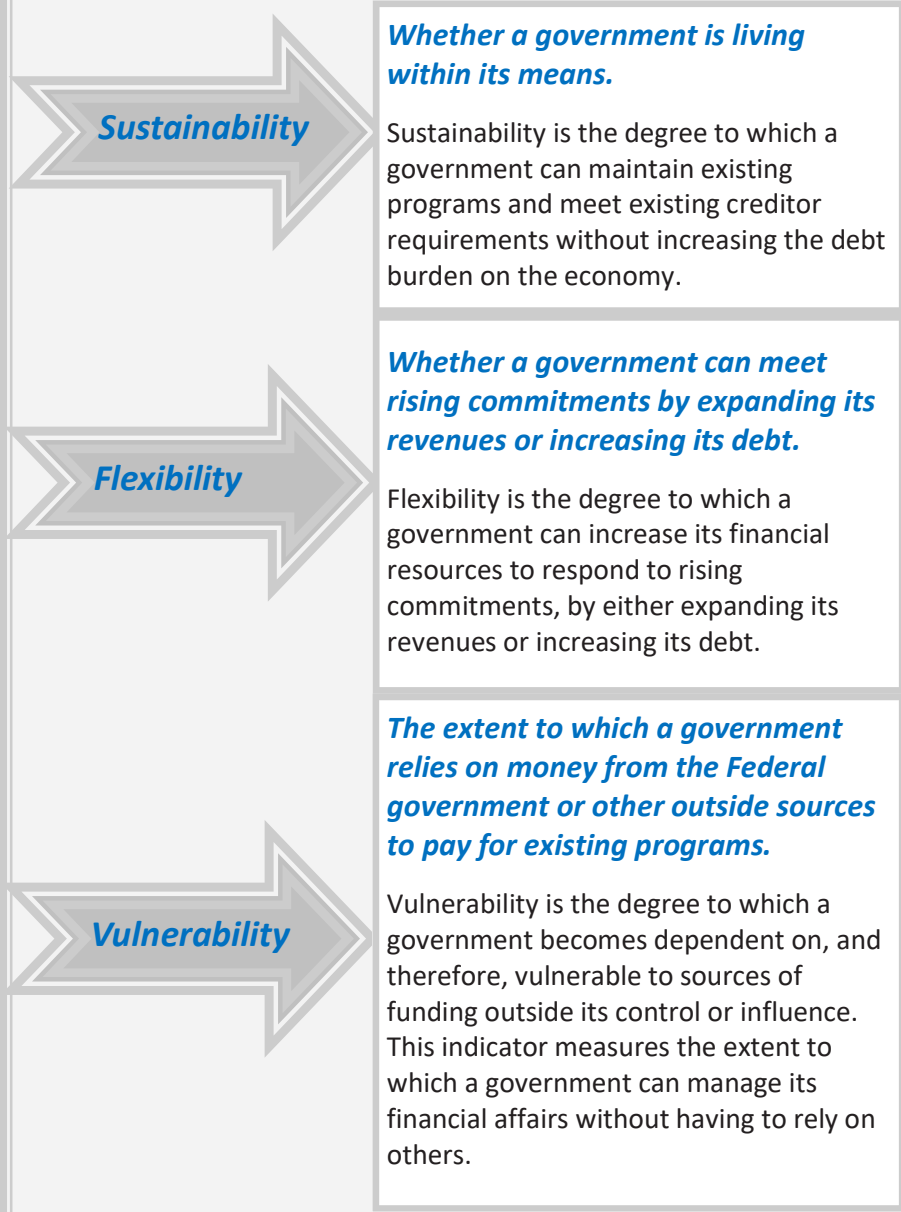 Sustainability
Whether a government is living
within its means.
Sustainability is the degree to which a
government can maintain existing
programs and meet existing creditor
requirements without increasing the debt
burden on the economy.
Flexibility
Whether a government can meet
rising commitments by expanding its
revenues or increasing its debt.
Flexibility is the degree to which a
government can increase its financial
resources to respond to rising
commitments, by either expanding its
revenues or increasing its debt.
Vulnerability
The extent to which a government
relies on money from the Federal
government or other outside sources
to pay for existing programs.
Vulnerability is the degree to which a
government becomes dependent on, and
therefore, vulnerable to sources of
funding outside its control or influence.
This indicator measures the extent to
which a government can manage its
financial affairs without having to rely on
others.